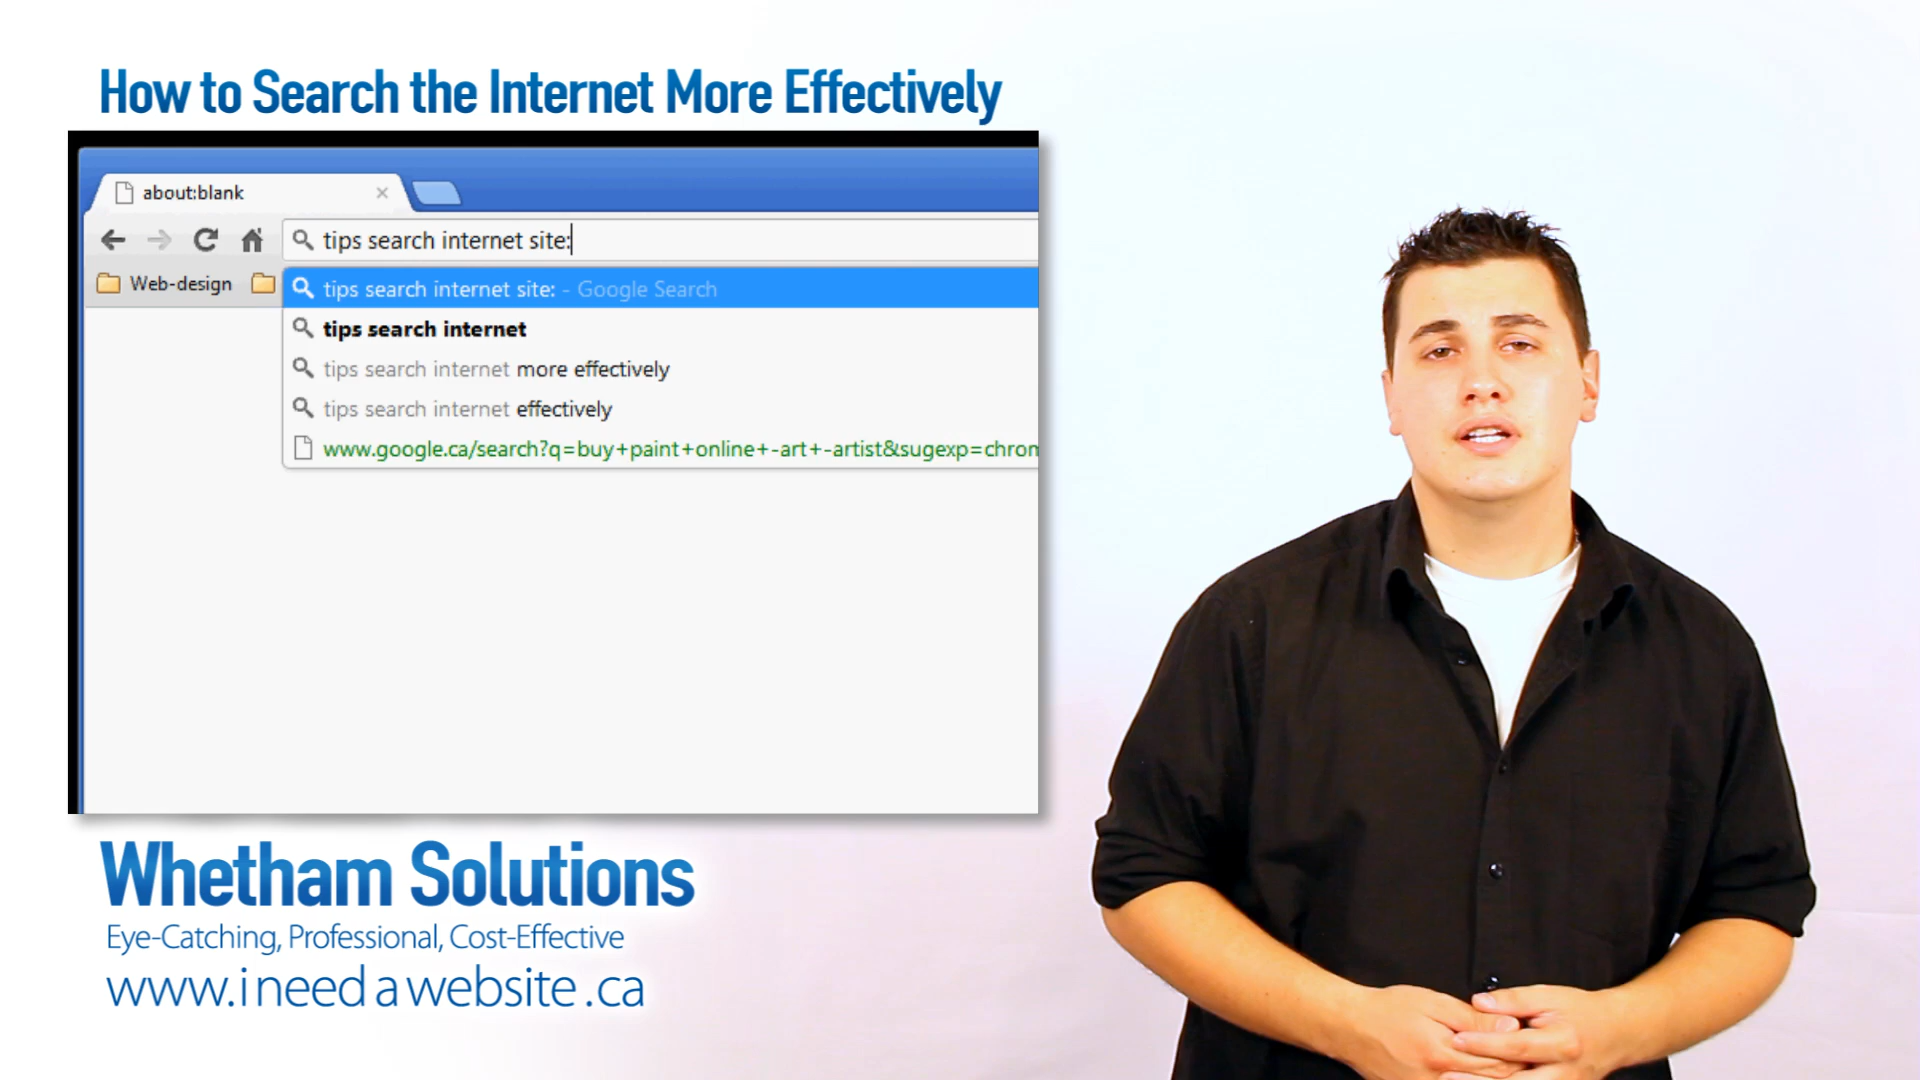 How to Search the Internet More Effectively
about:blank
tips search internet site:
Web-design
tips search internet site: - Google Search
tips search internet
tips search internet more effectively
tips search internet effectively
www.google.ca/search?q=buy+paint+online+-art+-artist&sugexp=chrom
Whetham Solutions
Eye-Catching, Professional, Cost-Effective
www.ineedawebsite.ca